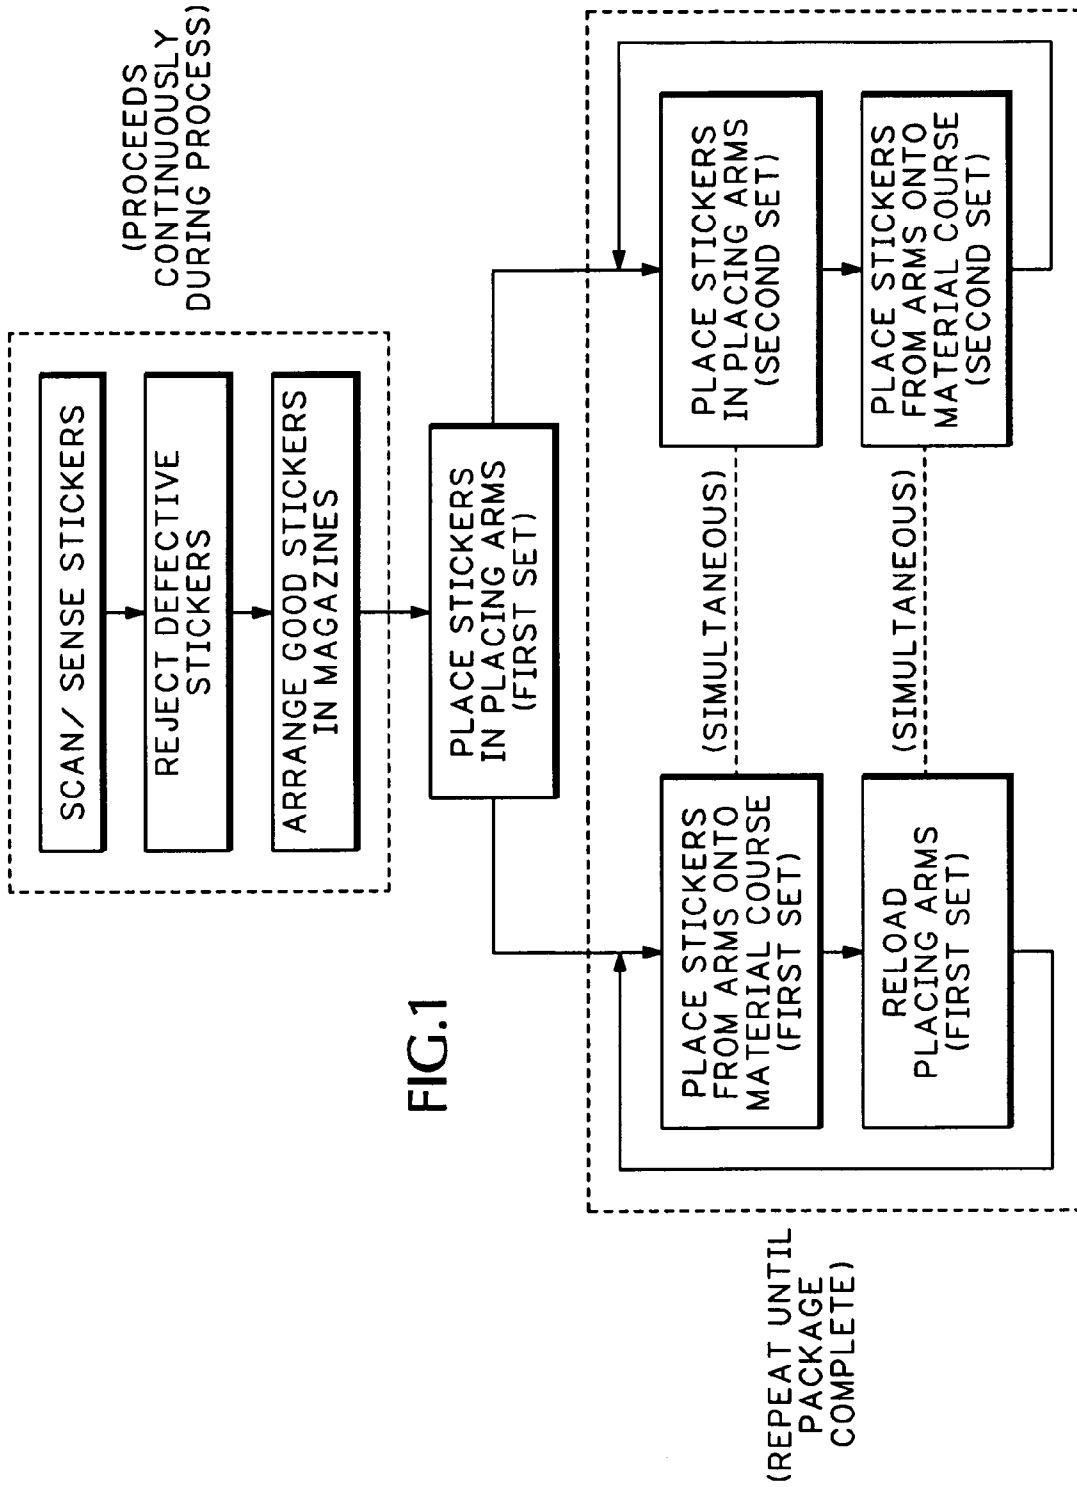 (PROCEEDS
CONTINUOUSLY
DURING PROCESS)
SCAN/ SENSE STICKERS
REJECT DEFECTIVE
STICKERS
ARRANGE GOOD STICKERS
IN MAGAZINES
PLACE STICKERS
IN PLACING ARMS
(FIRST SET)
FIG.1
PLACE STICKERS
FROM ARMS ONTO
MATERIAL COURSE
(FIRST SET)
(SIMULTANEOUS)
PLACE STICKERS
IN PLACING ARMS
(SECOND SET)
RELOAD
PLACING ARMS
(FIRST SET)
(SIMULTANEOUS)
PLACE STICKERS
FROM ARMS ONTO
MATERIAL COURSE
(SECOND SET)
(REPEAT UNTIL
PACKAGE
COMPLETE)